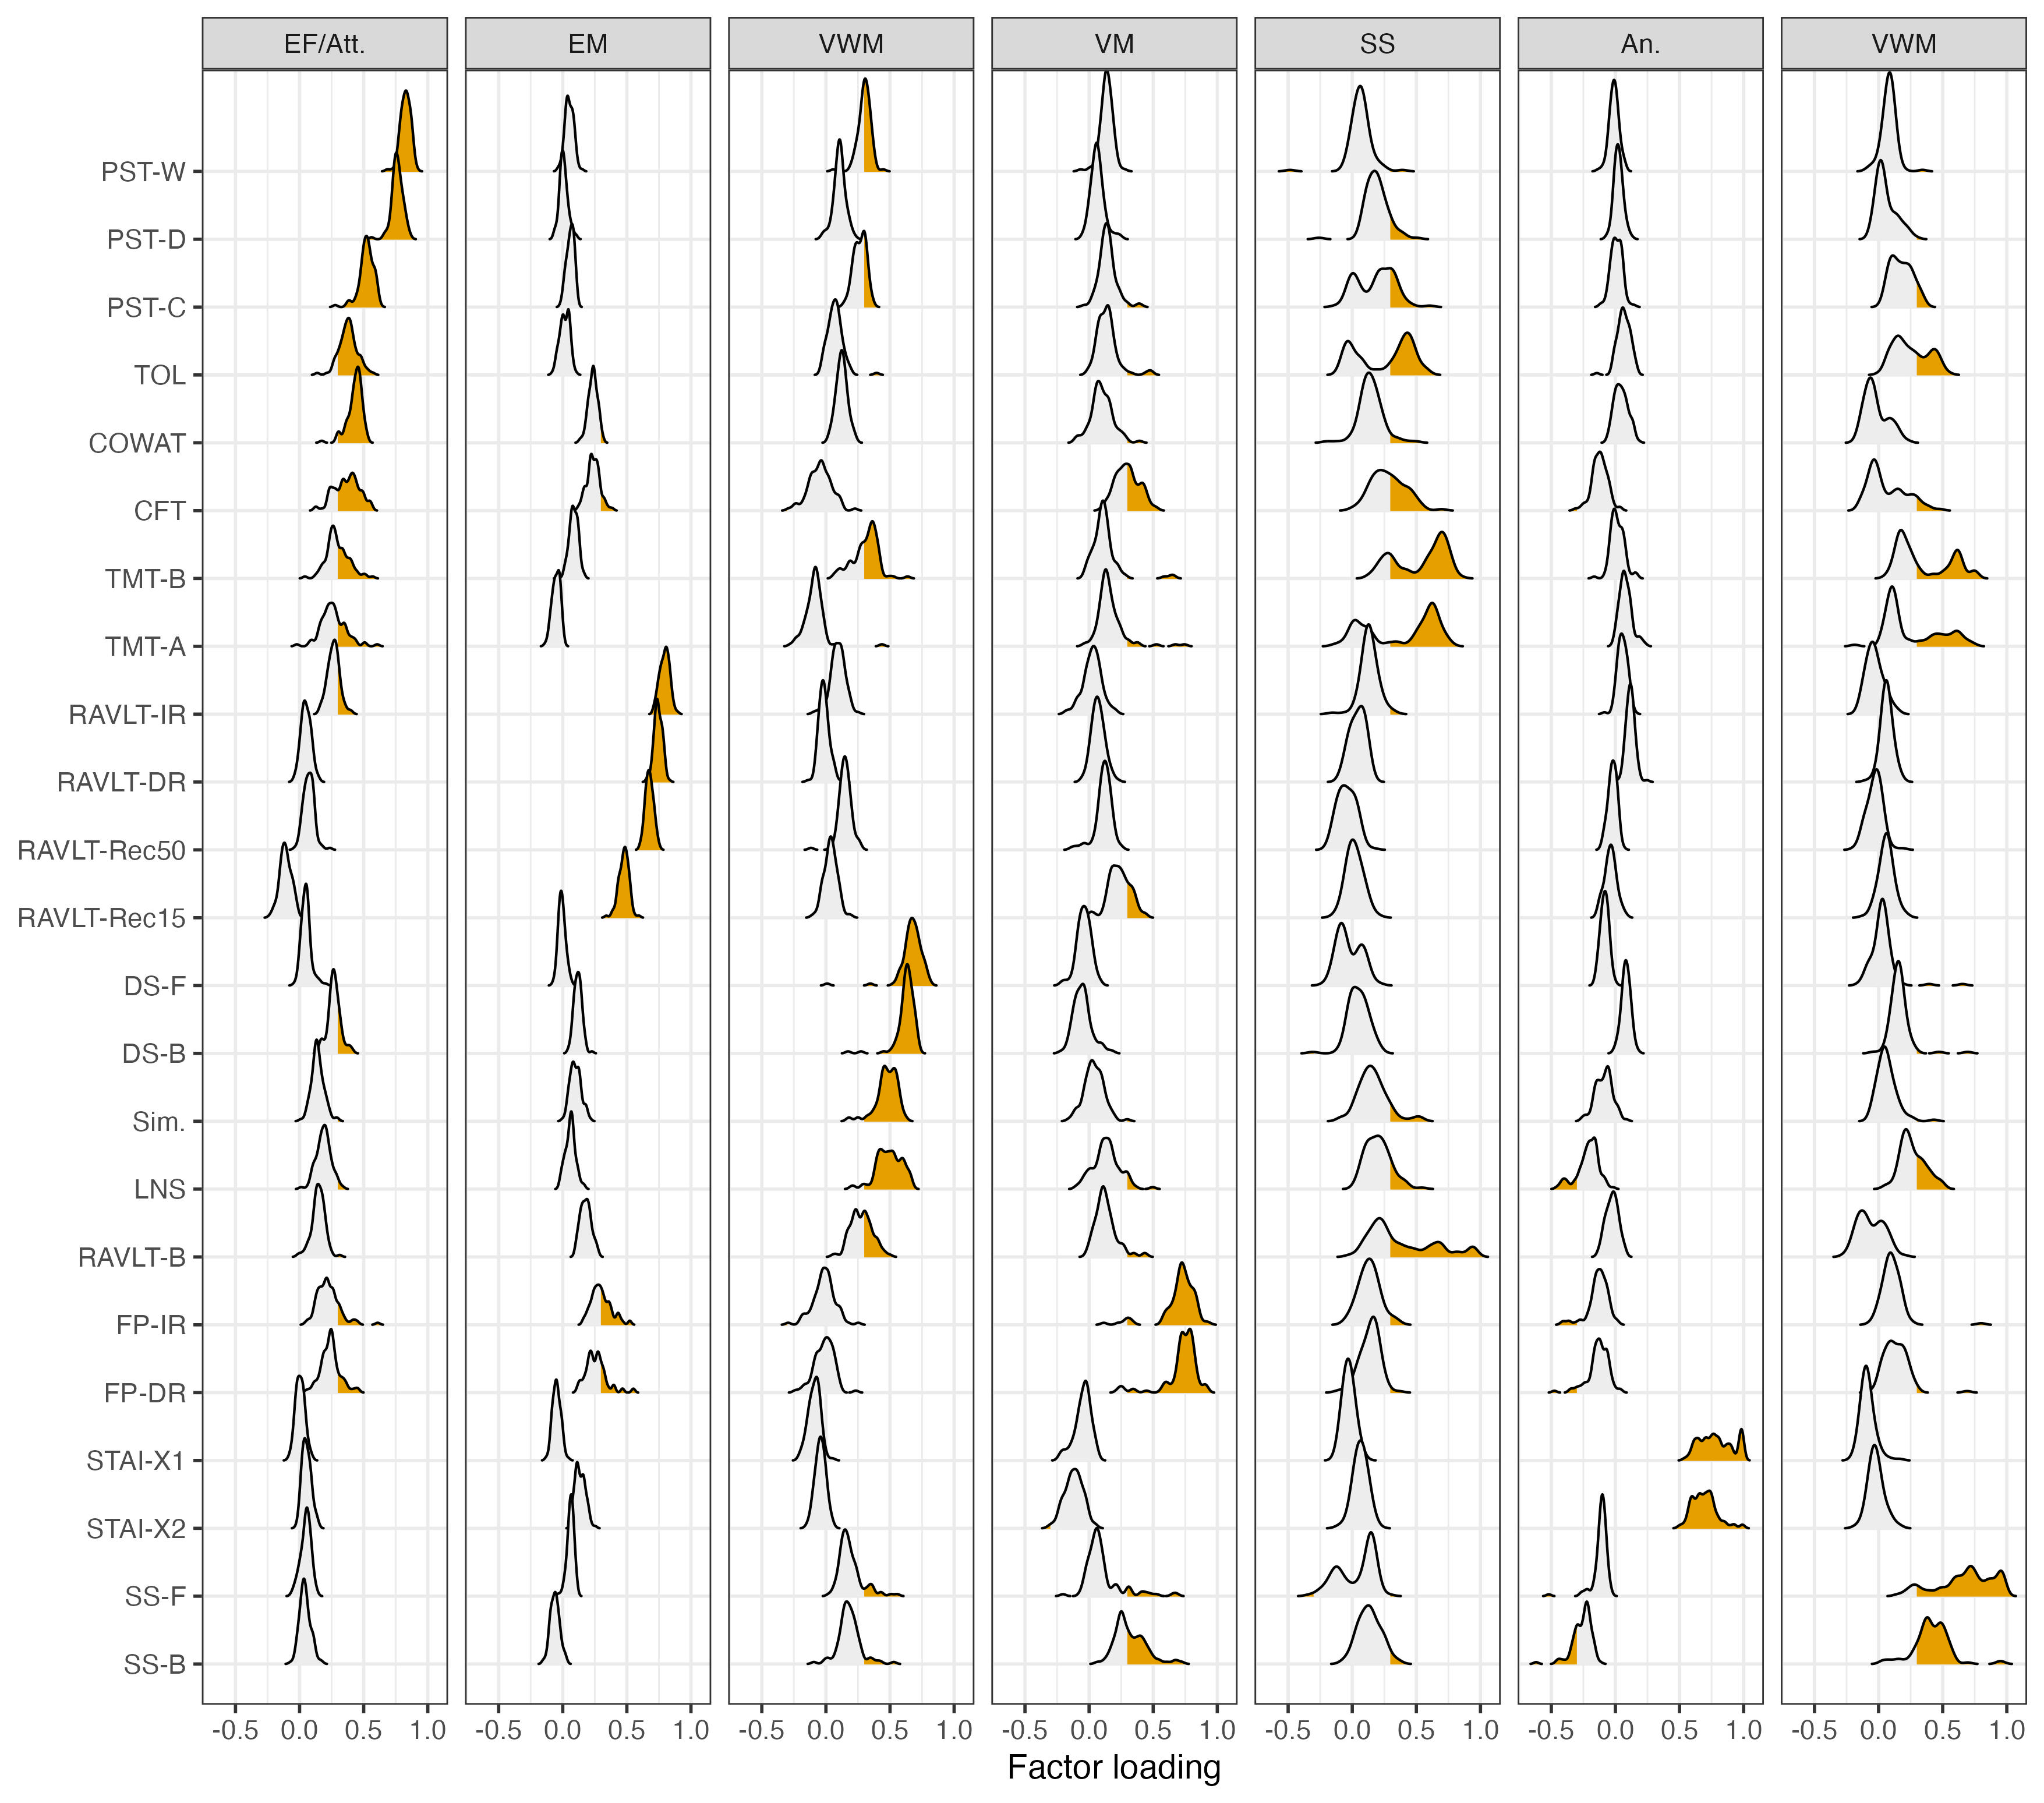 EF/Att. EM VWM VM SS An. VWM
PST-W
PST-D
PST-C
TOL
COWAT
CFT
TMT-B
TMT-A
RAVLT-IR
RAVLT-DR
RAVLT-Rec50
RAVLT-Rec15
DS-F
DS-B
Sim.
LNS
RAVLT-B
FP-IR
FP-DR
STAI-X1
STAI-X2
SS-F
SS-B
-0.5 0.0 0.5 1.0 -0.5 0.0 0.5 1.0 -0.5 0.0 0.5 1.0 -0.5 0.0 0.5 1.0 -0.5 0.0 0.5 1.0 -0.5 0.0 0.5 1.0 -0.5 0.0 0.5 1.0
Factor loading